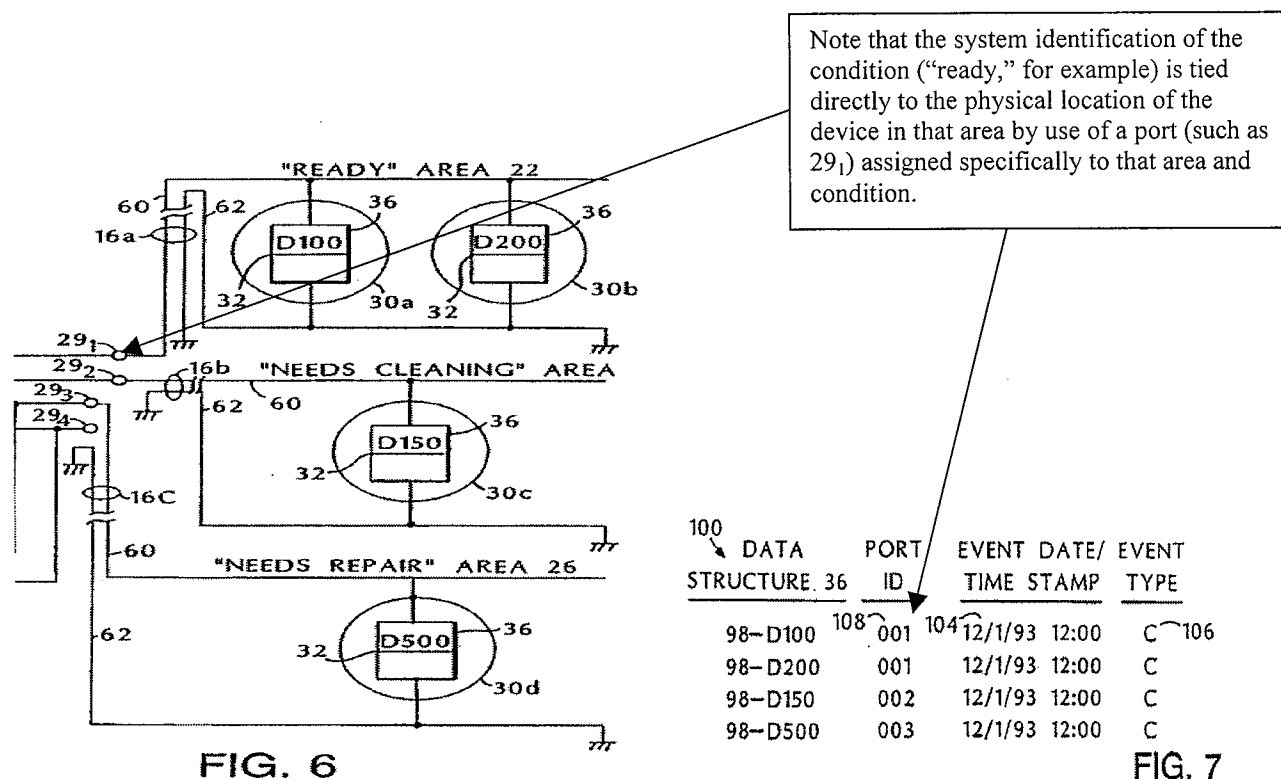 Note that the system identification of the
condition (“ready,” for example) is tied
directly to the physical location of the
device in that area by use of a port (such as
29₁) assigned specifically to that area and
condition.
"READY" AREA 22
60
62
16a
D100
36
32
30a
D200
36
32
30b
29₁
29₂
29₃
29₄
16b
"NEEDS CLEANING" AREA
60
62
D150
36
32
30c
16C
60
"NEEDS REPAIR" AREA 26
62
D500
36
32
30d
FIG. 6
100
DATA PORT EVENT DATE/ EVENT
STRUCTURE. 36 ID TIME STAMP TYPE
98-D100 108 001 104 12/1/93 12:00 C 106
98-D200 001 12/1/93 12:00 C
98-D150 002 12/1/93 12:00 C
98-D500 003 12/1/93 12:00 C
FIG. 7